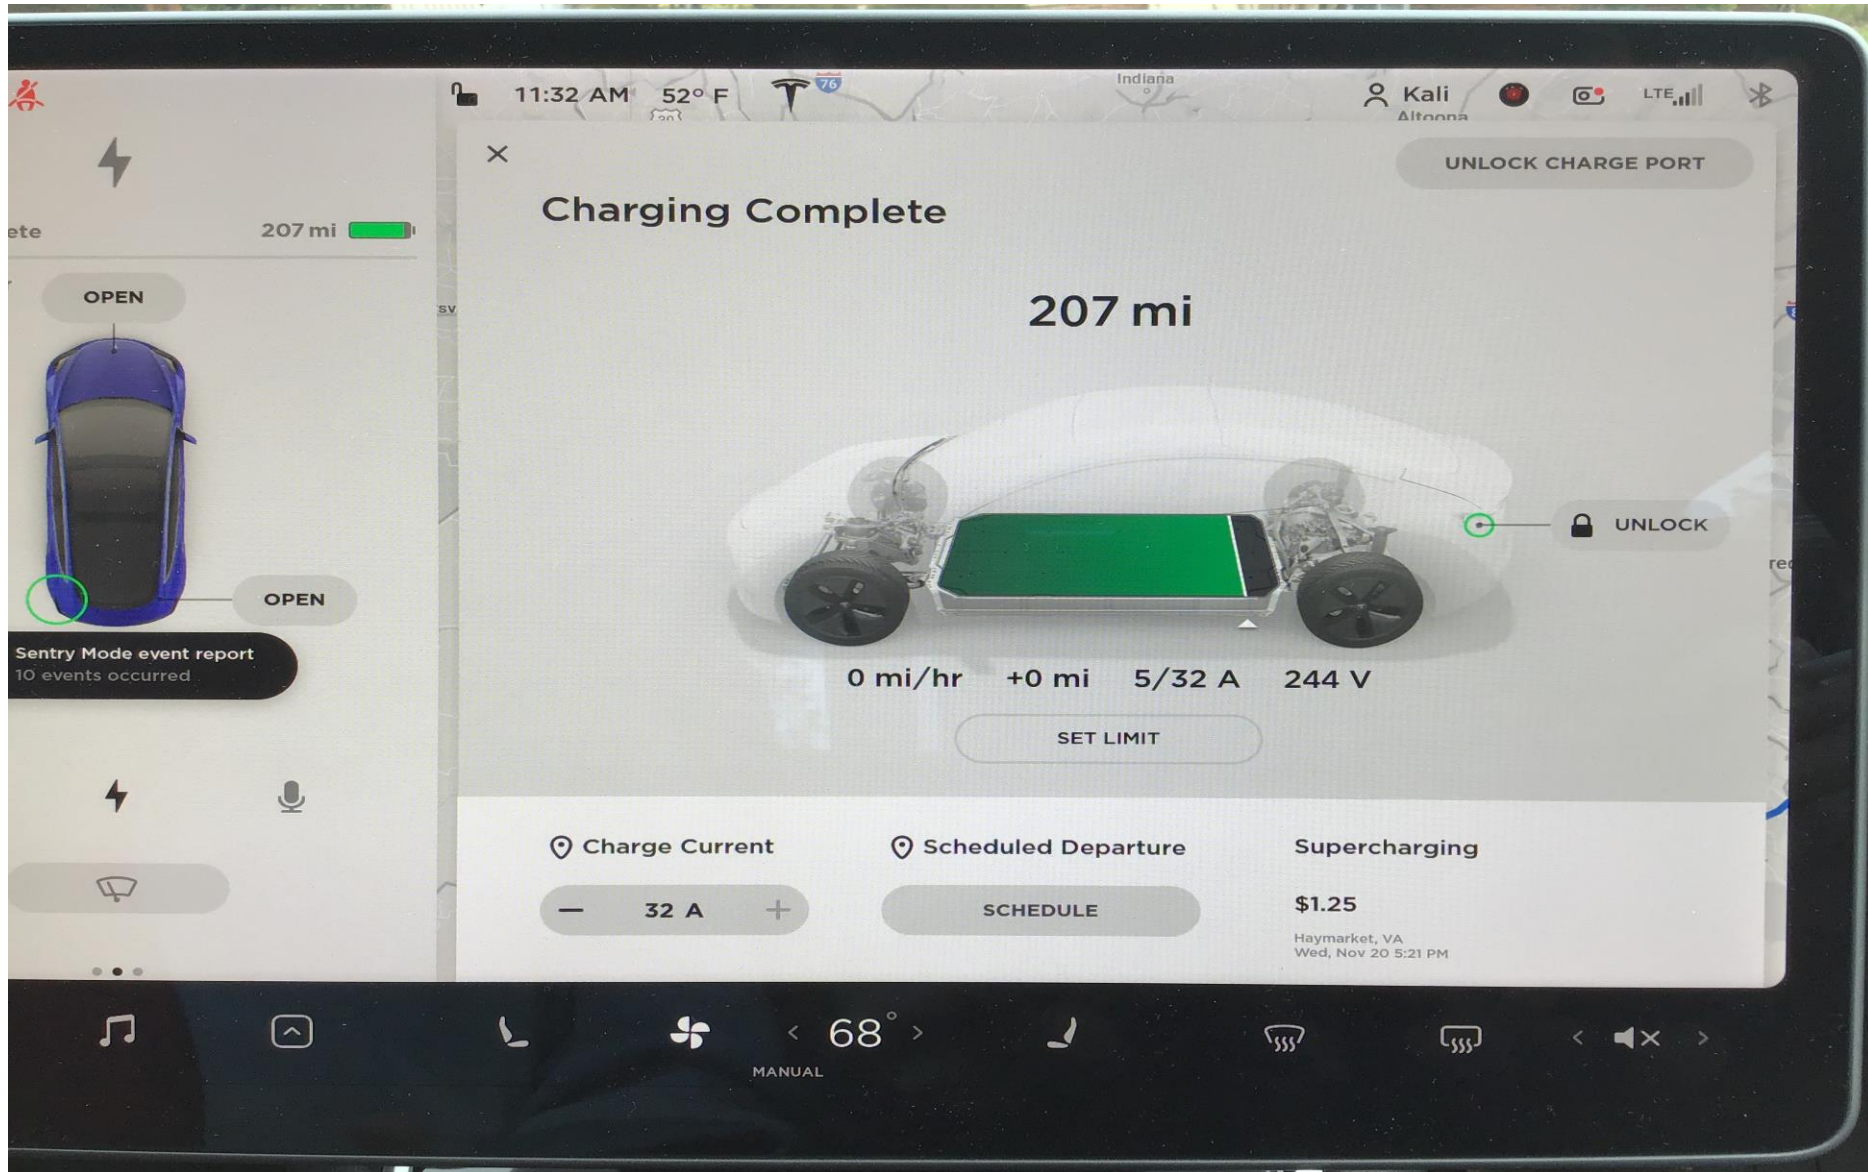 11:32 AM 52° F 76 Indiana Kali LTE
20 Altoona
UNLOCK CHARGE PORT
Charging Complete
ete 207 mi
OPEN
207 mi
sv
UNLOCK
OPEN
Sentry Mode event report
10 events occurred
0 mi/hr +0 mi 5/32 A 244 V
SET LIMIT
Charge Current Scheduled Departure Supercharging
32 A SCHEDULE $1.25
Haymarket, VA
Wed, Nov 20 5:21 PM
68°
MANUAL